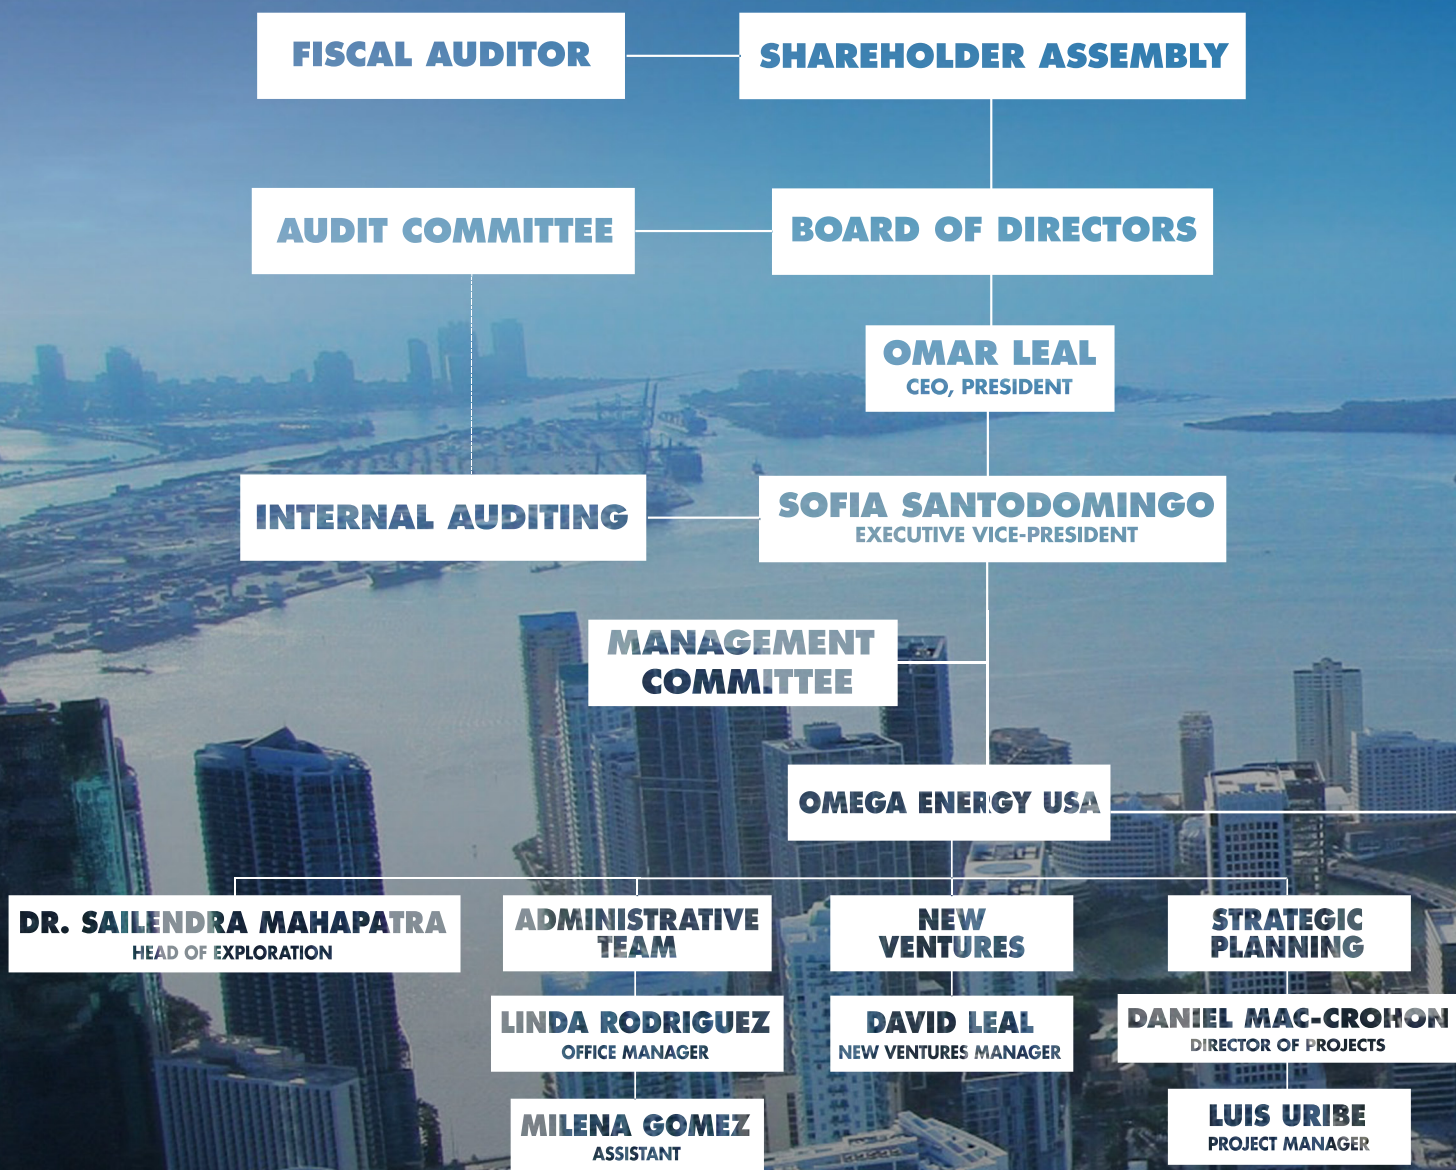 FISCAL AUDITOR
SHAREHOLDER ASSEMBLY
AUDIT COMMITTEE
BOARD OF DIRECTORS
OMAR LEAL
CEO, PRESIDENT
INTERNAL AUDITING
SOFIA SANTODOMINGO
EXECUTIVE VICE-PRESIDENT
MANAGEMENT
COMMITTEE
OMEGA ENERGY USA
DR. SAILENDRA MAHAPATRA
HEAD OF EXPLORATION
ADMINISTRATIVE
TEAM
NEW
VENTURES
STRATEGIC
PLANNING
LINDA RODRIGUEZ
OFFICE MANAGER
DAVID LEAL
NEW VENTURES MANAGER
DANIEL MAC-CROHON
DIRECTOR OF PROJECTS
MILENA GOMEZ
ASSISTANT
LUIS URIBE
PROJECT MANAGER